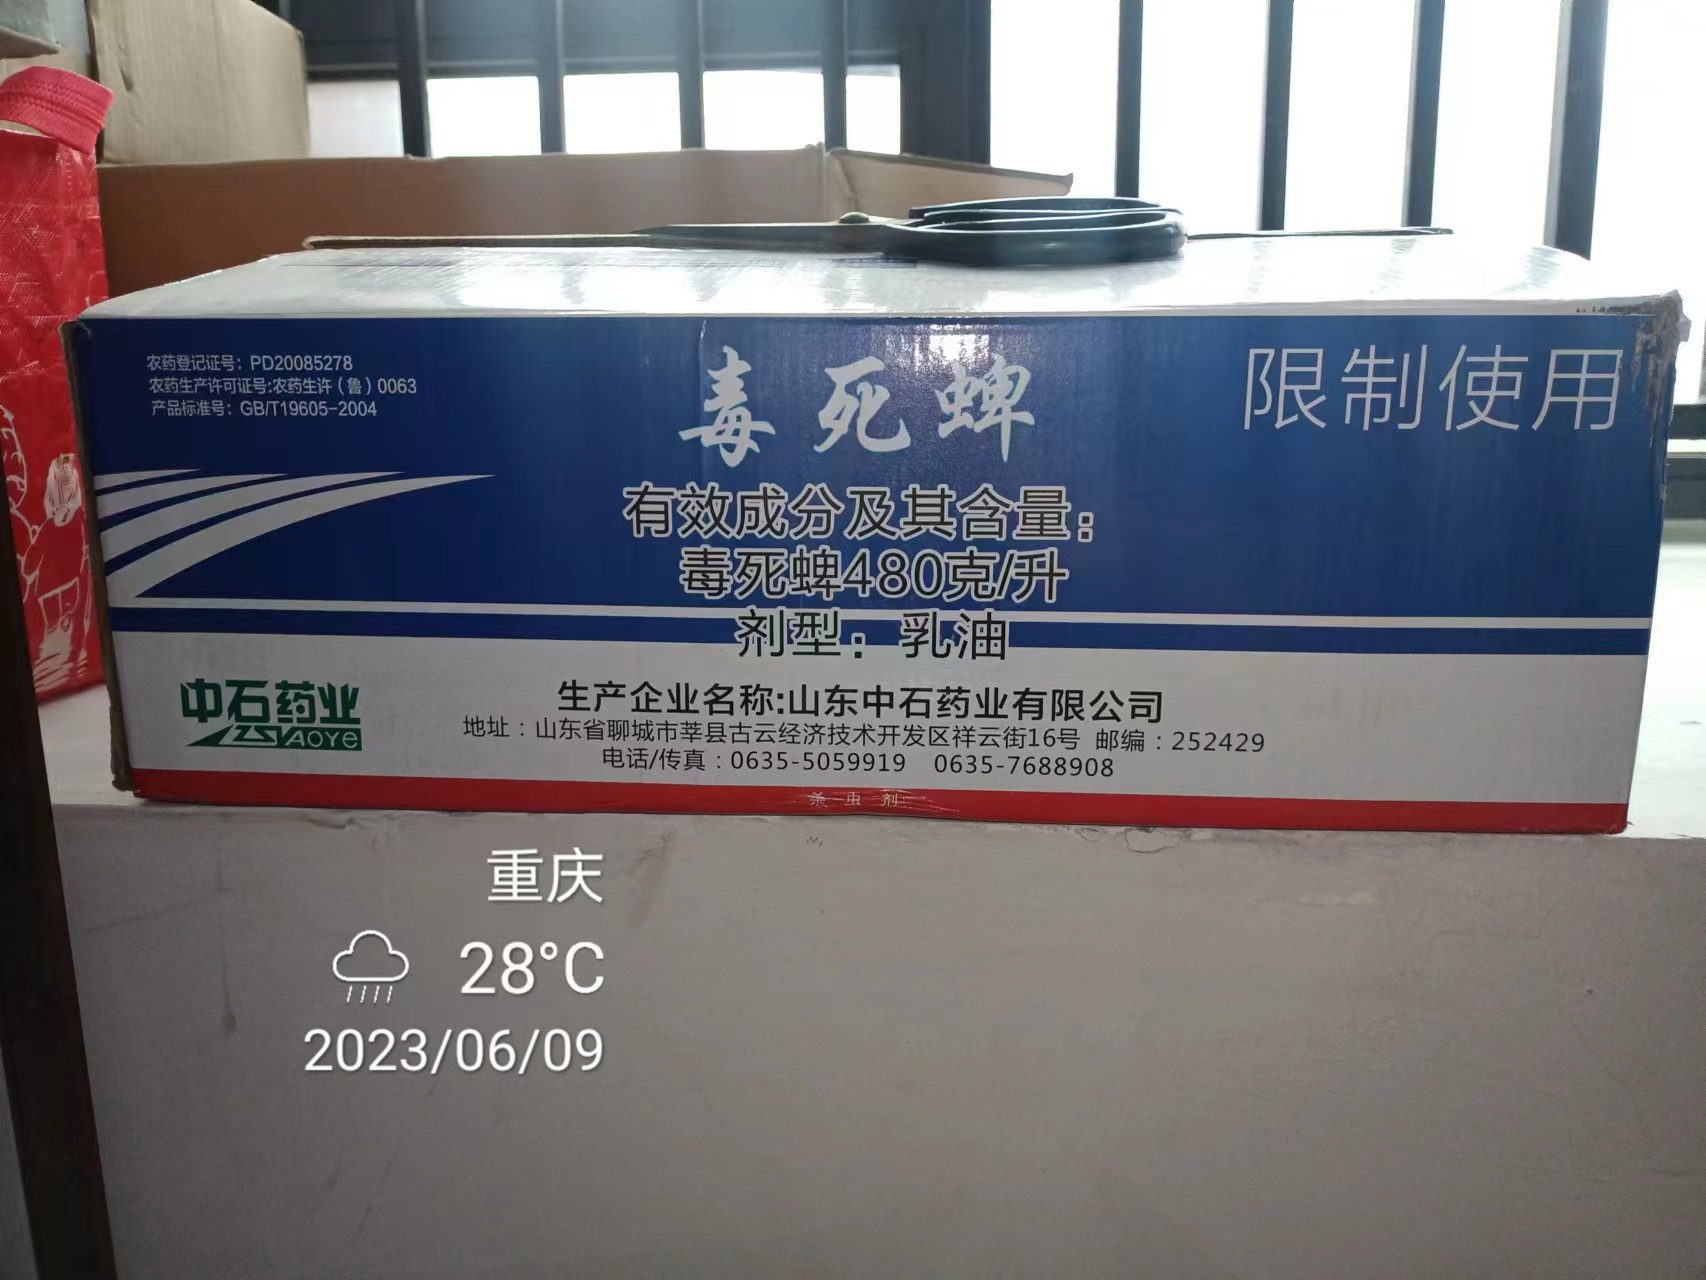 农药登记证号：PD20085278
农药生产许可证号:农药生许（鲁）0063
产品标准号：GB/T19605-2004
毒死蜱
限制使用
有效成分及其含量：
毒死蜱480克/升
剂型：乳油
中石药业
YAOYE
生产企业名称:山东中石药业有限公司
地址：山东省聊城市莘县古云经济技术开发区祥云街16号 邮编：252429
电话/传真：0635-5059919 0635-7688908
杀虫剂
重庆
28°C
2023/06/09